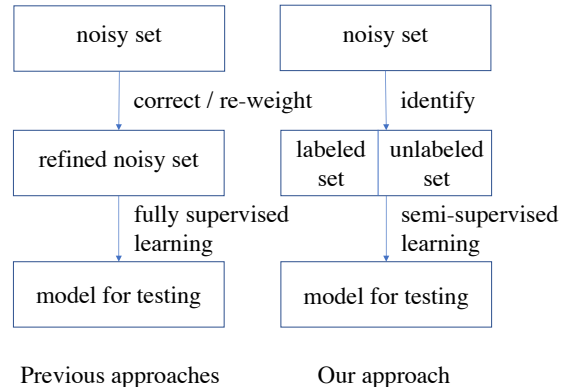 noisy set
correct / re-weight
refined noisy set
fully supervised
learning
model for testing
Previous approaches
noisy set
identify
labeled
set
unlabeled
set
semi-supervised
learning
model for testing
Our approach